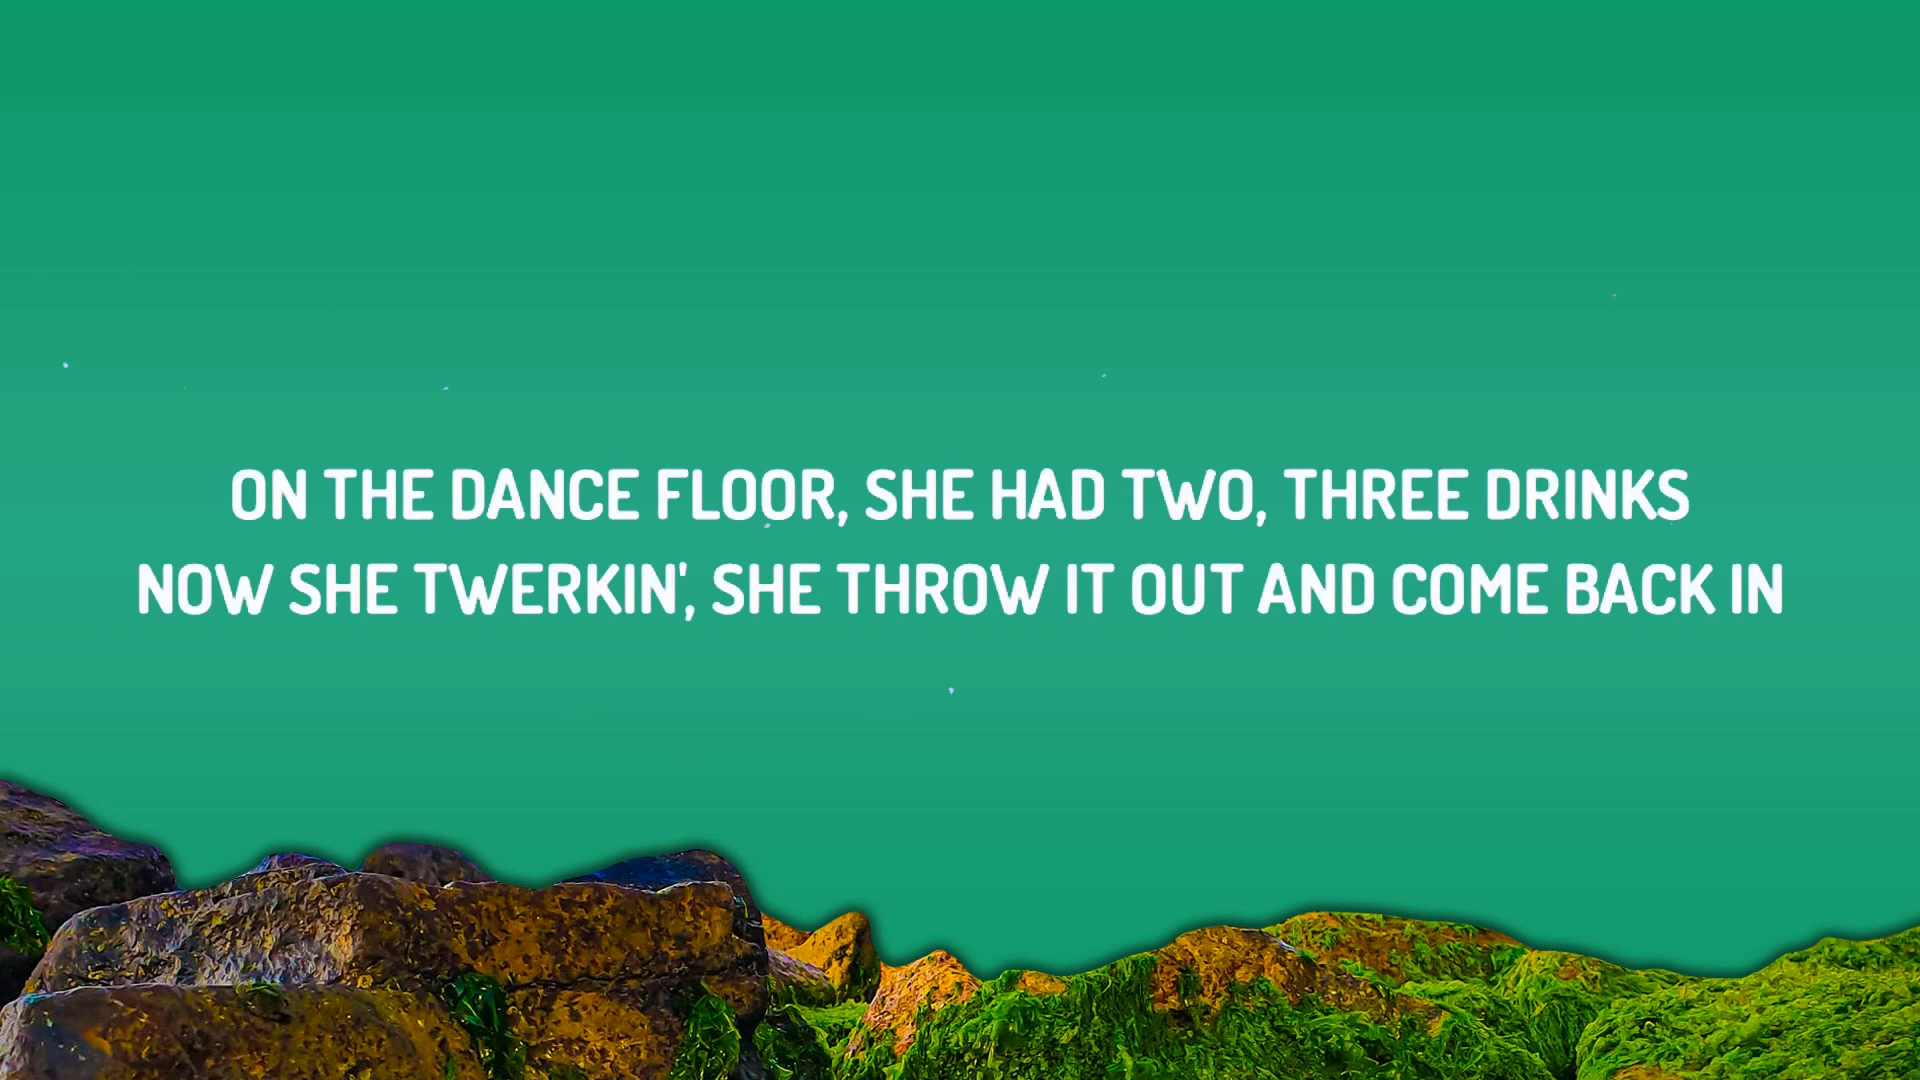 ON THE DANCE FLOOR, SHE HAD TWO, THREE DRINKS
NOW SHE TWERKIN', SHE THROW IT OUT AND COME BACK IN